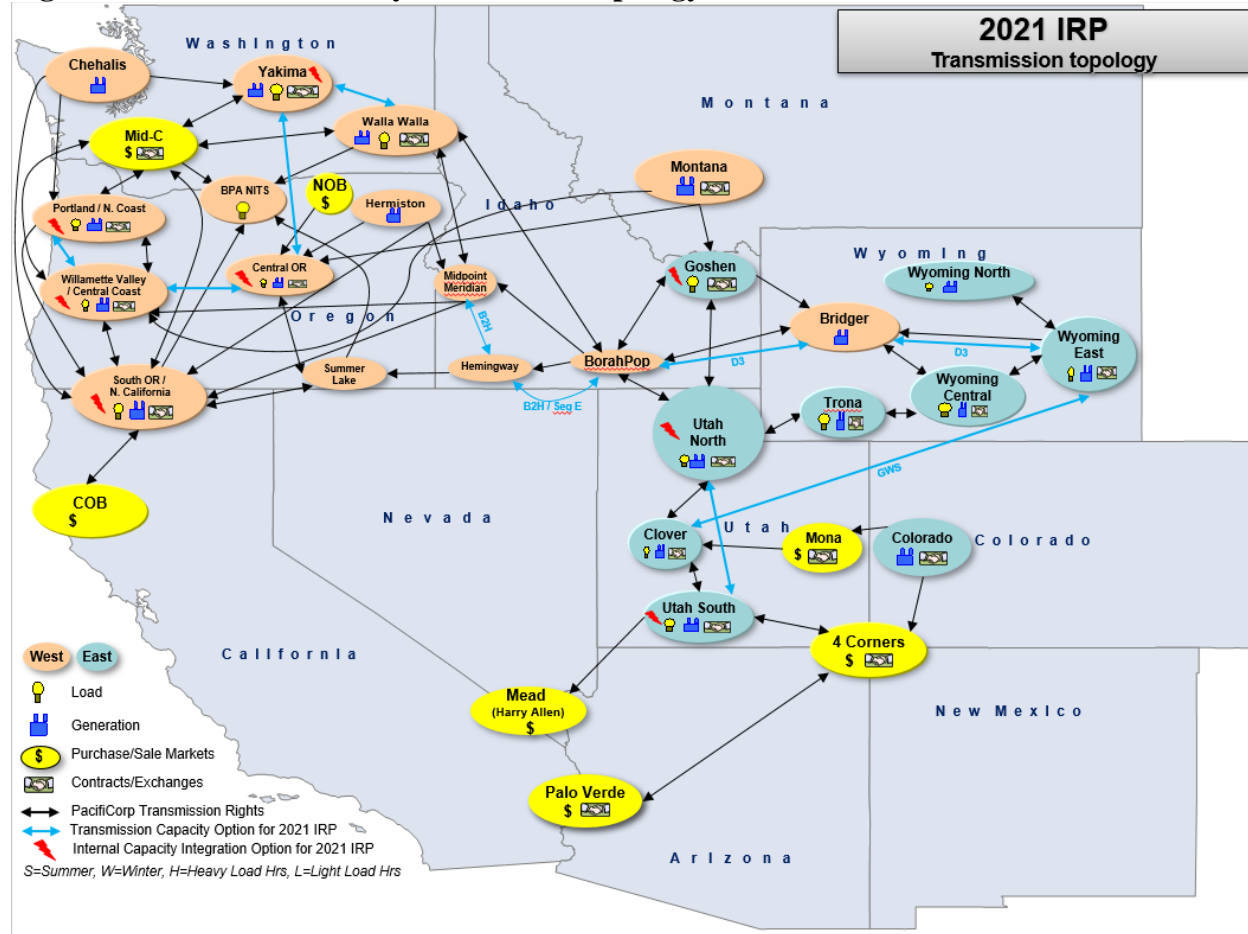 2021 IRP
Transmission topology
Washington
Montana
Idaho
Oregon
Wyoming
Nevada
Utah
Colorado
California
Arizona
New Mexico
Chehalis
Yakima
Mid-C
$
Walla Walla
BPA NITS
NOB
$
Hermiston
Portland / N. Coast
Willamette Valley
/ Central Coast
Central OR
Midpoint
Meridian
Montana
Goshen
Wyoming North
Bridger
Wyoming
East
B2H
South OR /
N. California
Summer
Lake
Hemingway
BorahPop
D3
D3
B2H / Seg E
Wyoming
Central
Trona
Utah
North
GWS
COB
$
Clover
Mona
$
Colorado
Utah South
4 Corners
$
Mead
(Harry Allen)
$
Palo Verde
$
West
East
Load
Generation
$
Purchase/Sale Markets
Contracts/Exchanges
PacifiCorp Transmission Rights
Transmission Capacity Option for 2021 IRP
Internal Capacity Integration Option for 2021 IRP
S=Summer, W=Winter, H=Heavy Load Hrs, L=Light Load Hrs